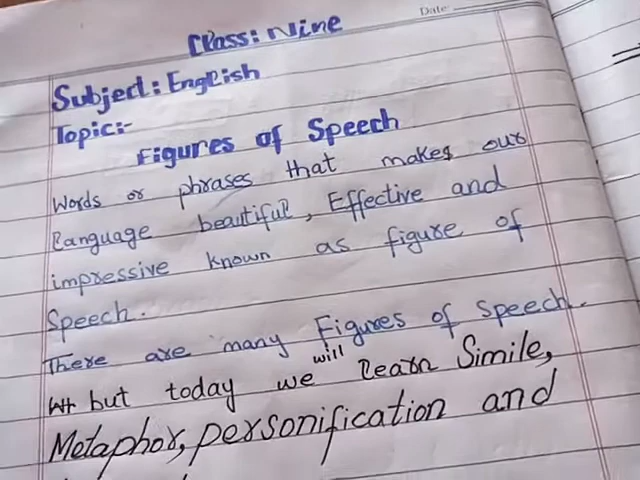 Date:
Class: Nine
Subject: English
Topic:-
Figures of Speech
Words or phrases that makes our
language beautiful, Effective and
impressive known as figure of
Speech.
There are many Figures of Speech.
but today we will learn Simile,
Metaphor, personification and